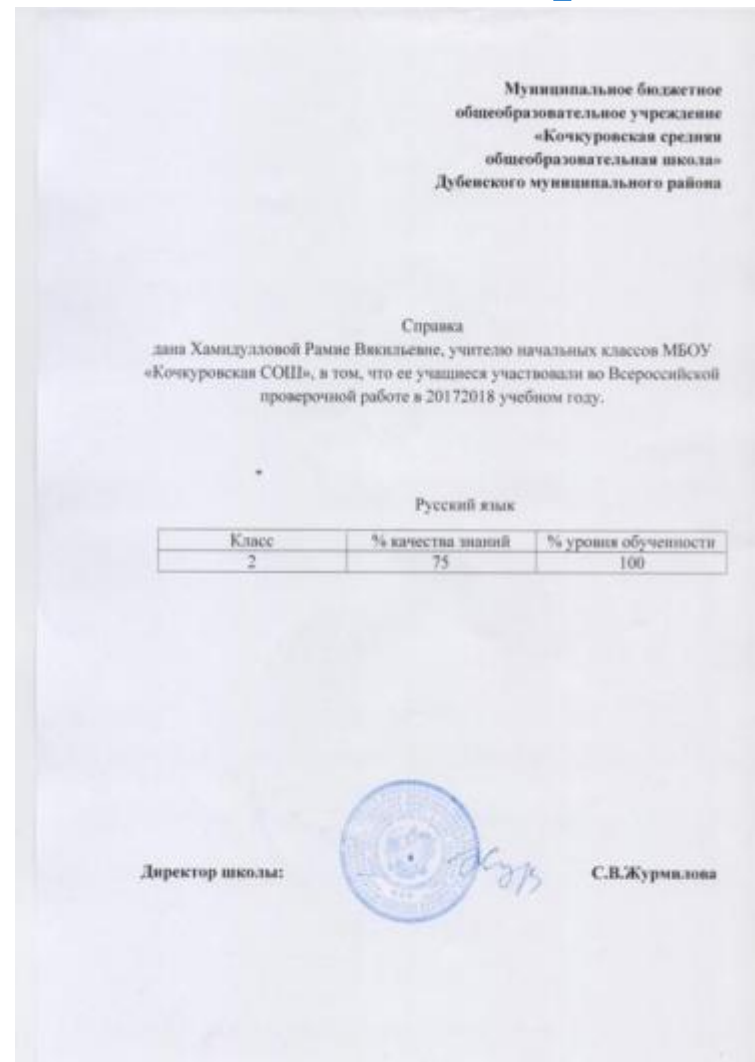 Муниципальное бюджетное
общеобразовательное учреждение
«Кочкуровская средняя
общеобразовательная школа»
Дубенского муниципального района
Справка
дана Хамидулловой Рамие Вякильевне, учителю начальных классов МБОУ
«Кочкуровская СОШ», в том, что ее учащиеся участвовали во Всероссийской
проверочной работе в 20172018 учебном году.
Русский язык
Класс % качества знаний % уровня обученности
2 75 100
Директор школы: С.В.Журмилова